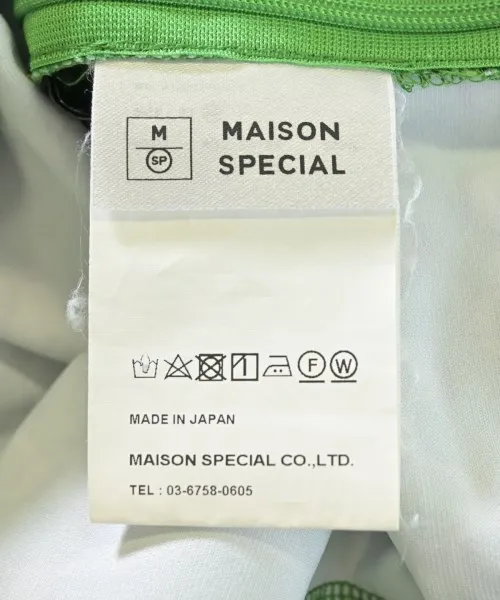 M
SP
MAISON
SPECIAL
F W
MADE IN JAPAN
MAISON SPECIAL CO.,LTD.
TEL : 03-6758-0605